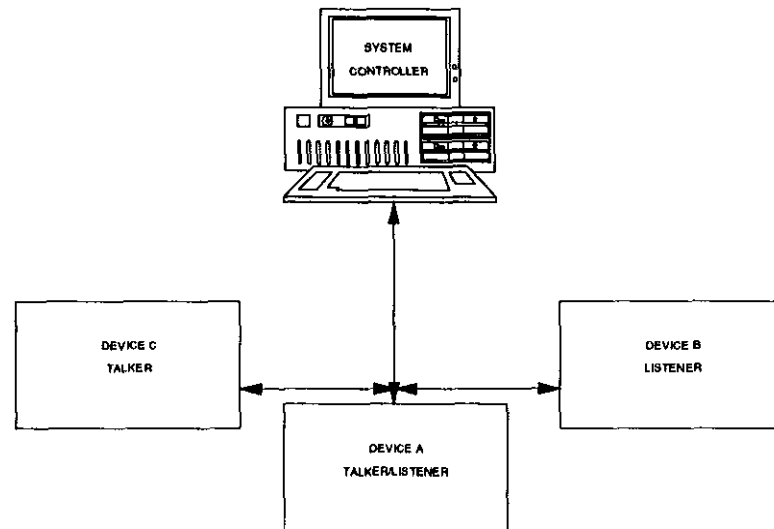 SYSTEM
CONTROLLER
DEVICE C
TALKER
DEVICE B
LISTENER
DEVICE A
TALKER/LISTENER